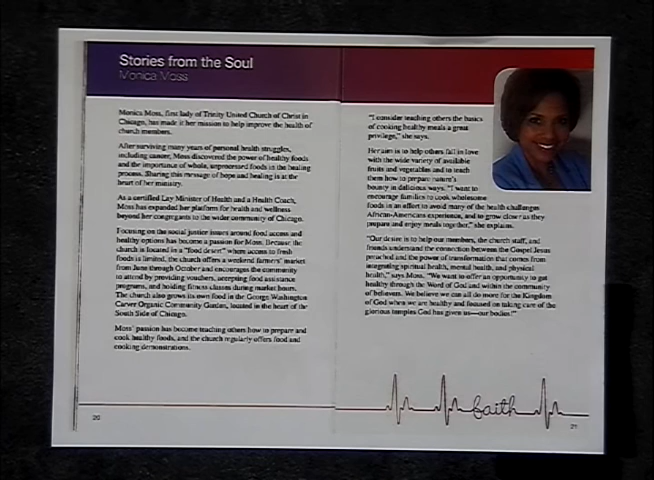 Stories from the Soul
Monica Moss
Monica Moss, first lady of Trinity United Church of Christ in
Chicago, has made it her mission to help improve the health of
church members.
After surviving many years of personal health struggles,
including cancer, Moss discovered the power of healthy foods
and the importance of whole, unprocessed foods in the healing
process. Sharing this message of hope and healing is at the
heart of her ministry.
As a certified Lay Minister of Health and a Health Coach,
Moss has expanded her platform for health and wellness
beyond her congregants to the wider community of Chicago.
Focusing on the social justice issues around food access and
healthy options has become a passion for Moss. Because the
church is located in a "food desert" where access to fresh
foods is limited, the church offers a weekend farmers' market
from June through October and encourages the community
to attend by providing vouchers, accepting food assistance
programs, and holding fitness classes during market hours.
The church also grows its own food in the George Washington
Carver Organic Community Garden, located in the heart of the
South Side of Chicago.
Moss' passion has become teaching others how to prepare and
cook healthy foods, and the church regularly offers food and
cooking demonstrations.
20
"I consider teaching others the basics
of cooking healthy meals a great
privilege," she says.
Her aim is to help others fall in love
with the wide variety of available
fruits and vegetables and to teach
them how to prepare nature's
bounty in delicious ways. "I want to
encourage families to cook wholesome
foods in an effort to avoid many of the health challenges
African-Americans experience, and to grow closer as they
prepare and enjoy meals together," she explains.
"Our desire is to help our members, the church staff, and
friends understand the connection between the Gospel Jesus
preached and the power of transformation that comes from
integrating spiritual health, mental health, and physical
health," says Moss. "We want to offer an opportunity to get
healthy through the Word of God and within the community
of believers. We believe we can all do more for the Kingdom
of God when we are healthy and focused on taking care of the
glorious temples God has given us—our bodies!"
faith
21